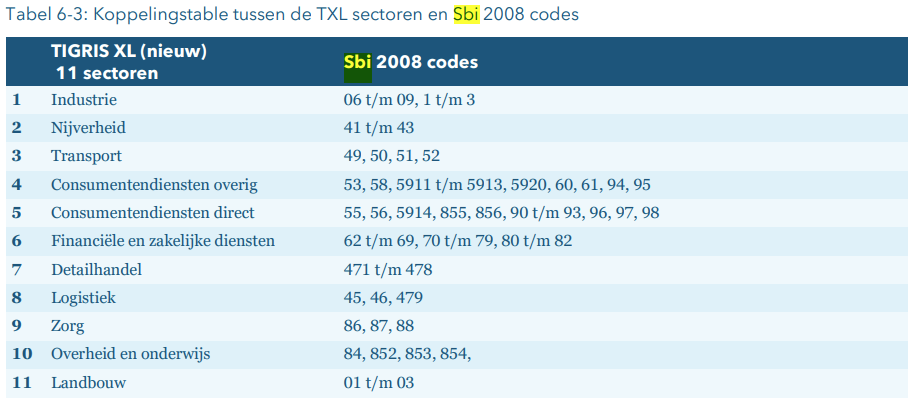 Tabel 6-3: Koppelingstable tussen de TXL sectoren en Sbi 2008 codes
TIGRIS XL (nieuw)
11 sectoren
Sbi 2008 codes
1 Industrie 06 t/m 09, 1 t/m 3
2 Nijverheid 41 t/m 43
3 Transport 49, 50, 51, 52
4 Consumentendiensten overig 53, 58, 5911 t/m 5913, 5920, 60, 61, 94, 95
5 Consumentendiensten direct 55, 56, 5914, 855, 856, 90 t/m 93, 96, 97, 98
6 Financiële en zakelijke diensten 62 t/m 69, 70 t/m 79, 80 t/m 82
7 Detailhandel 471 t/m 478
8 Logistiek 45, 46, 479
9 Zorg 86, 87, 88
10 Overheid en onderwijs 84, 852, 853, 854,
11 Landbouw 01 t/m 03